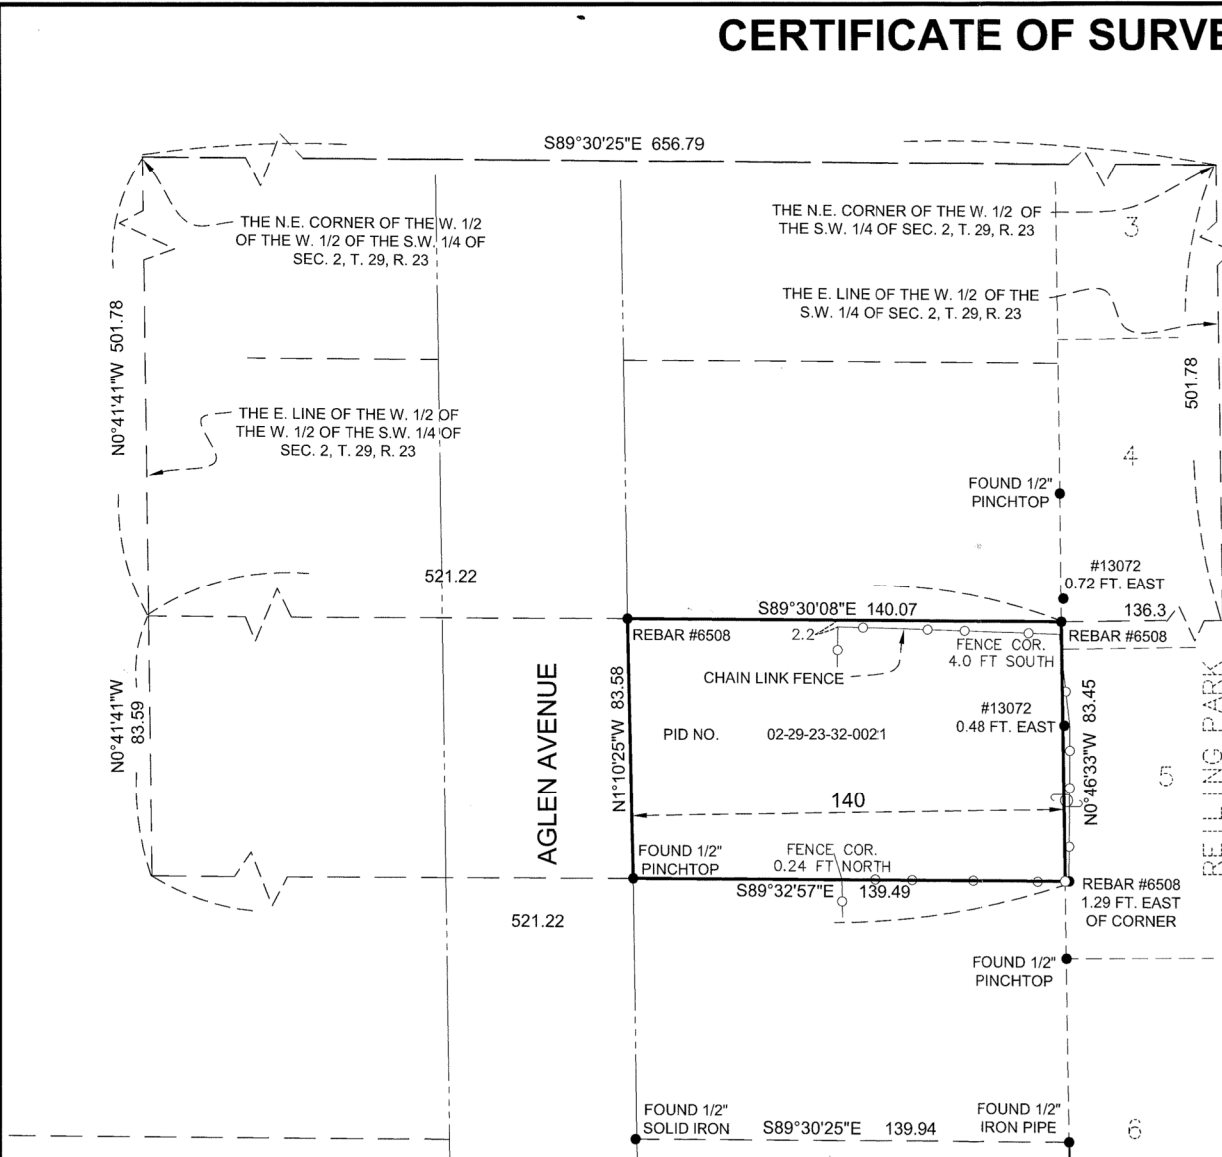 CERTIFICATE OF SURVE
S89°30'25"E 656.79
THE N.E. CORNER OF THE W. 1/2
OF THE W. 1/2 OF THE S.W. 1/4 OF
SEC. 2, T. 29, R. 23
THE N.E. CORNER OF THE W. 1/2 OF
THE S.W. 1/4 OF SEC. 2, T. 29, R. 23
3
THE E. LINE OF THE W. 1/2 OF THE
S.W. 1/4 OF SEC. 2, T. 29, R. 23
N0°41'41"W 501.78
501.78
THE E. LINE OF THE W. 1/2 OF
THE W. 1/2 OF THE S.W. 1/4 OF
SEC. 2, T. 29, R. 23
4
FOUND 1/2"
PINCHTOP
521.22
#13072
0.72 FT. EAST
S89°30'08"E 140.07
136.3
REBAR #6508
2.2
FENCE COR.
4.0 FT SOUTH
REBAR #6508
CHAIN LINK FENCE
N0°41'41"W
83.59
AGLEN AVENUE
N1°10'25"W 83.58
PID NO. 02-29-23-32-0021
#13072
0.48 FT. EAST
N0°46'33"W 83.45
5
REILING PARK
140
FOUND 1/2"
PINCHTOP
FENCE COR.
0.24 FT NORTH
S89°32'57"E 139.49
REBAR #6508
1.29 FT. EAST
OF CORNER
521.22
FOUND 1/2"
PINCHTOP
FOUND 1/2"
SOLID IRON
S89°30'25"E 139.94
FOUND 1/2"
IRON PIPE
6